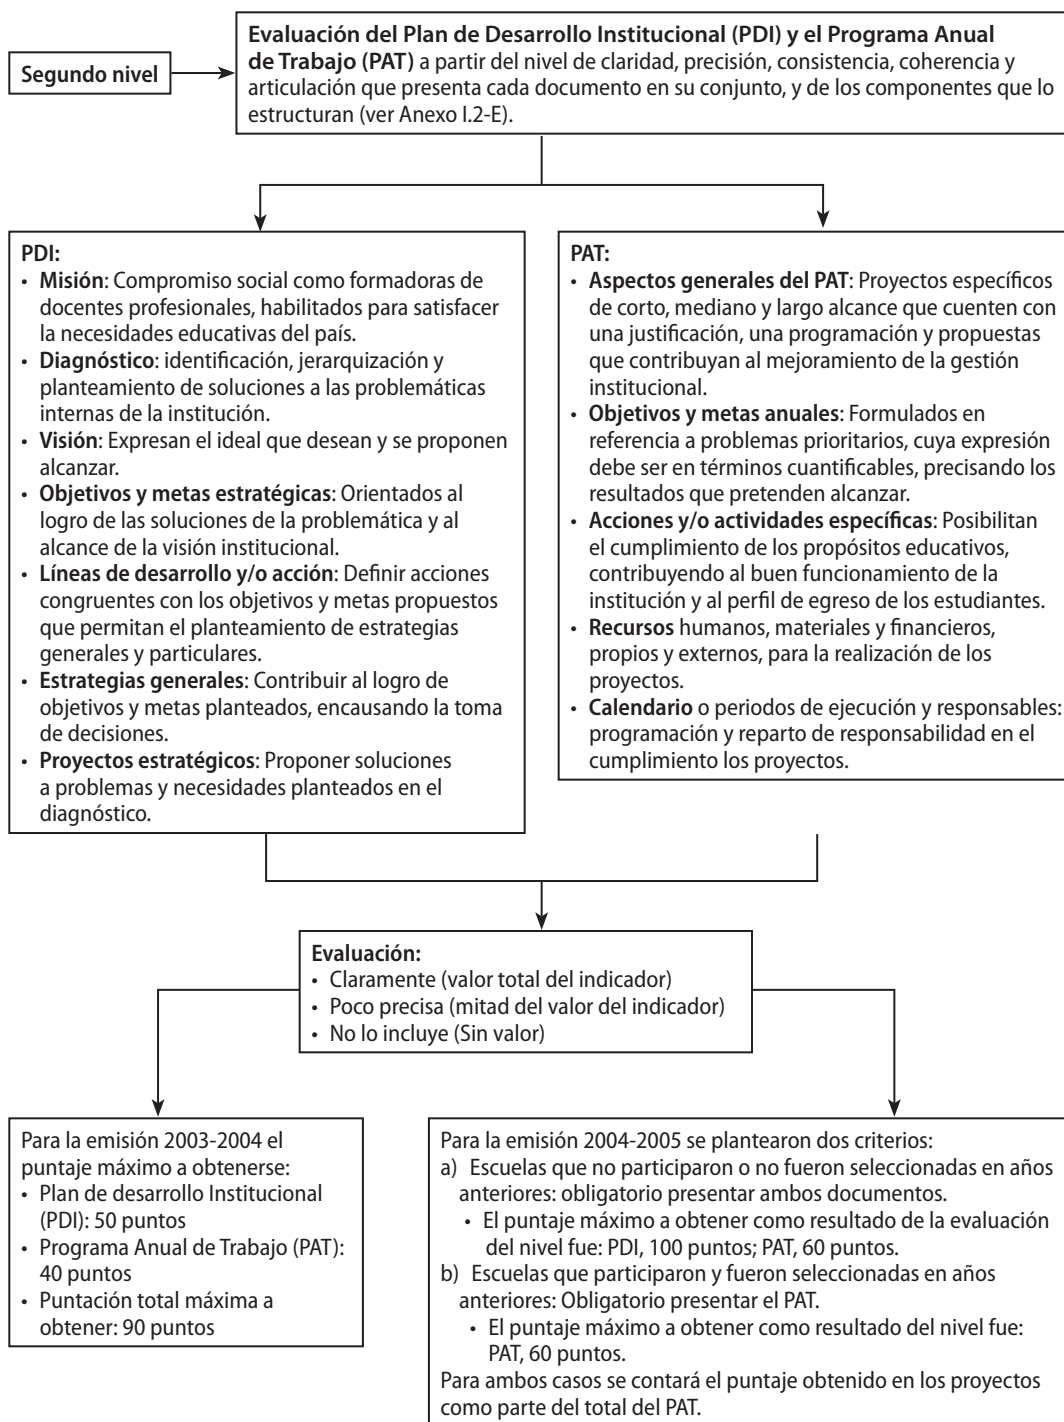 Segundo nivel
Evaluación del Plan de Desarrollo Institucional (PDI) y el Programa Anual
de Trabajo (PAT) a partir del nivel de claridad, precisión, consistencia, coherencia y
articulación que presenta cada documento en su conjunto, y de los componentes que lo
estructuran (ver Anexo I.2-E).
PDI:
• Misión: Compromiso social como formadoras de
docentes profesionales, habilitados para satisfacer
la necesidades educativas del país.
• Diagnóstico: identificación, jerarquización y
planteamiento de soluciones a las problemáticas
internas de la institución.
• Visión: Expresan el ideal que desean y se proponen
alcanzar.
• Objetivos y metas estratégicas: Orientados al
logro de las soluciones de la problemática y al
alcance de la visión institucional.
• Líneas de desarrollo y/o acción: Definir acciones
congruentes con los objetivos y metas propuestos
que permitan el planteamiento de estrategias
generales y particulares.
• Estrategias generales: Contribuir al logro de
objetivos y metas planteados, encausando la toma
de decisiones.
• Proyectos estratégicos: Proponer soluciones
a problemas y necesidades planteados en el
diagnóstico.
PAT:
• Aspectos generales del PAT: Proyectos específicos
de corto, mediano y largo alcance que cuenten con
una justificación, una programación y propuestas
que contribuyan al mejoramiento de la gestión
institucional.
• Objetivos y metas anuales: Formulados en
referencia a problemas prioritarios, cuya expresión
debe ser en términos cuantificables, precisando los
resultados que pretenden alcanzar.
• Acciones y/o actividades específicas: Posibilitan
el cumplimiento de los propósitos educativos,
contribuyendo al buen funcionamiento de la
institución y al perfil de egreso de los estudiantes.
• Recursos humanos, materiales y financieros,
propios y externos, para la realización de los
proyectos.
• Calendario o periodos de ejecución y responsables:
programación y reparto de responsabilidad en el
cumplimiento los proyectos.
Evaluación:
• Claramente (valor total del indicador)
• Poco precisa (mitad del valor del indicador)
• No lo incluye (Sin valor)
Para la emisión 2003-2004 el
puntaje máximo a obtenerse:
• Plan de desarrollo Institucional
(PDI): 50 puntos
• Programa Anual de Trabajo (PAT):
40 puntos
• Puntación total máxima a
obtener: 90 puntos
Para la emisión 2004-2005 se plantearon dos criterios:
a) Escuelas que no participaron o no fueron seleccionadas en años
anteriores: obligatorio presentar ambos documentos.
• El puntaje máximo a obtener como resultado de la evaluación
del nivel fue: PDI, 100 puntos; PAT, 60 puntos.
b) Escuelas que participaron y fueron seleccionadas en años
anteriores: Obligatorio presentar el PAT.
• El puntaje máximo a obtener como resultado del nivel fue:
PAT, 60 puntos.
Para ambos casos se contará el puntaje obtenido en los proyectos
como parte del total del PAT.